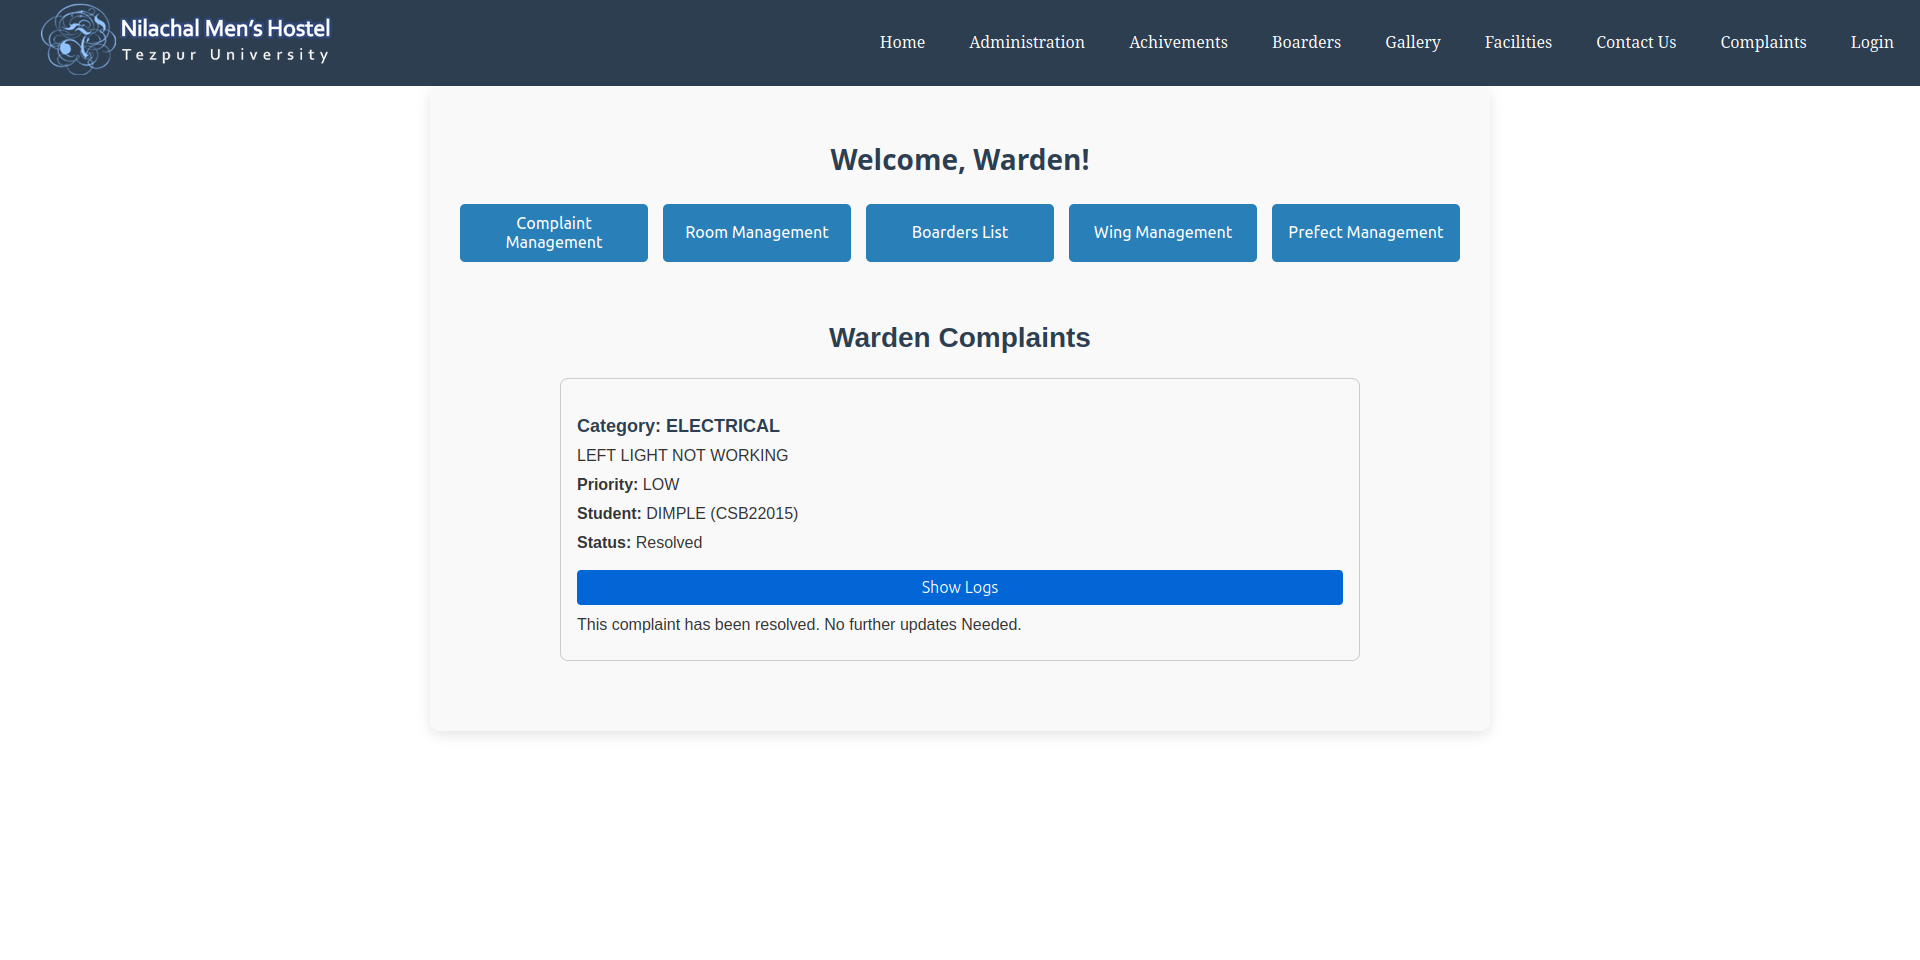 Nilachal Men's Hostel
Tezpur University
Home Administration Achivements Boarders Gallery Facilities Contact Us Complaints Login
Welcome, Warden!
Complaint
Management
Room Management
Boarders List
Wing Management
Prefect Management
Warden Complaints
Category: ELECTRICAL
LEFT LIGHT NOT WORKING
Priority: LOW
Student: DIMPLE (CSB22015)
Status: Resolved
Show Logs
This complaint has been resolved. No further updates Needed.